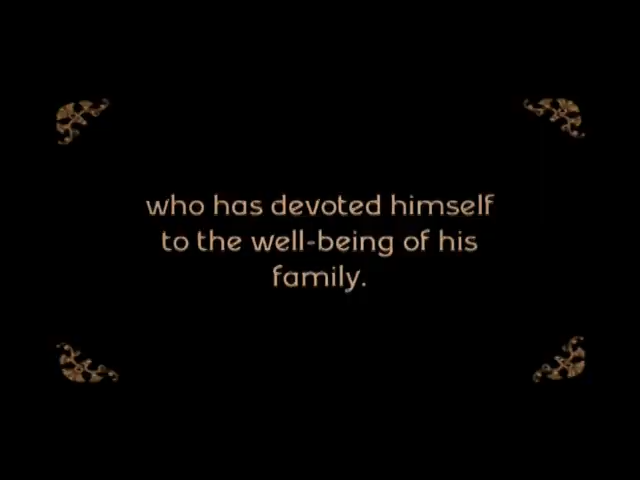 who has devoted himself
to the well-being of his
family.